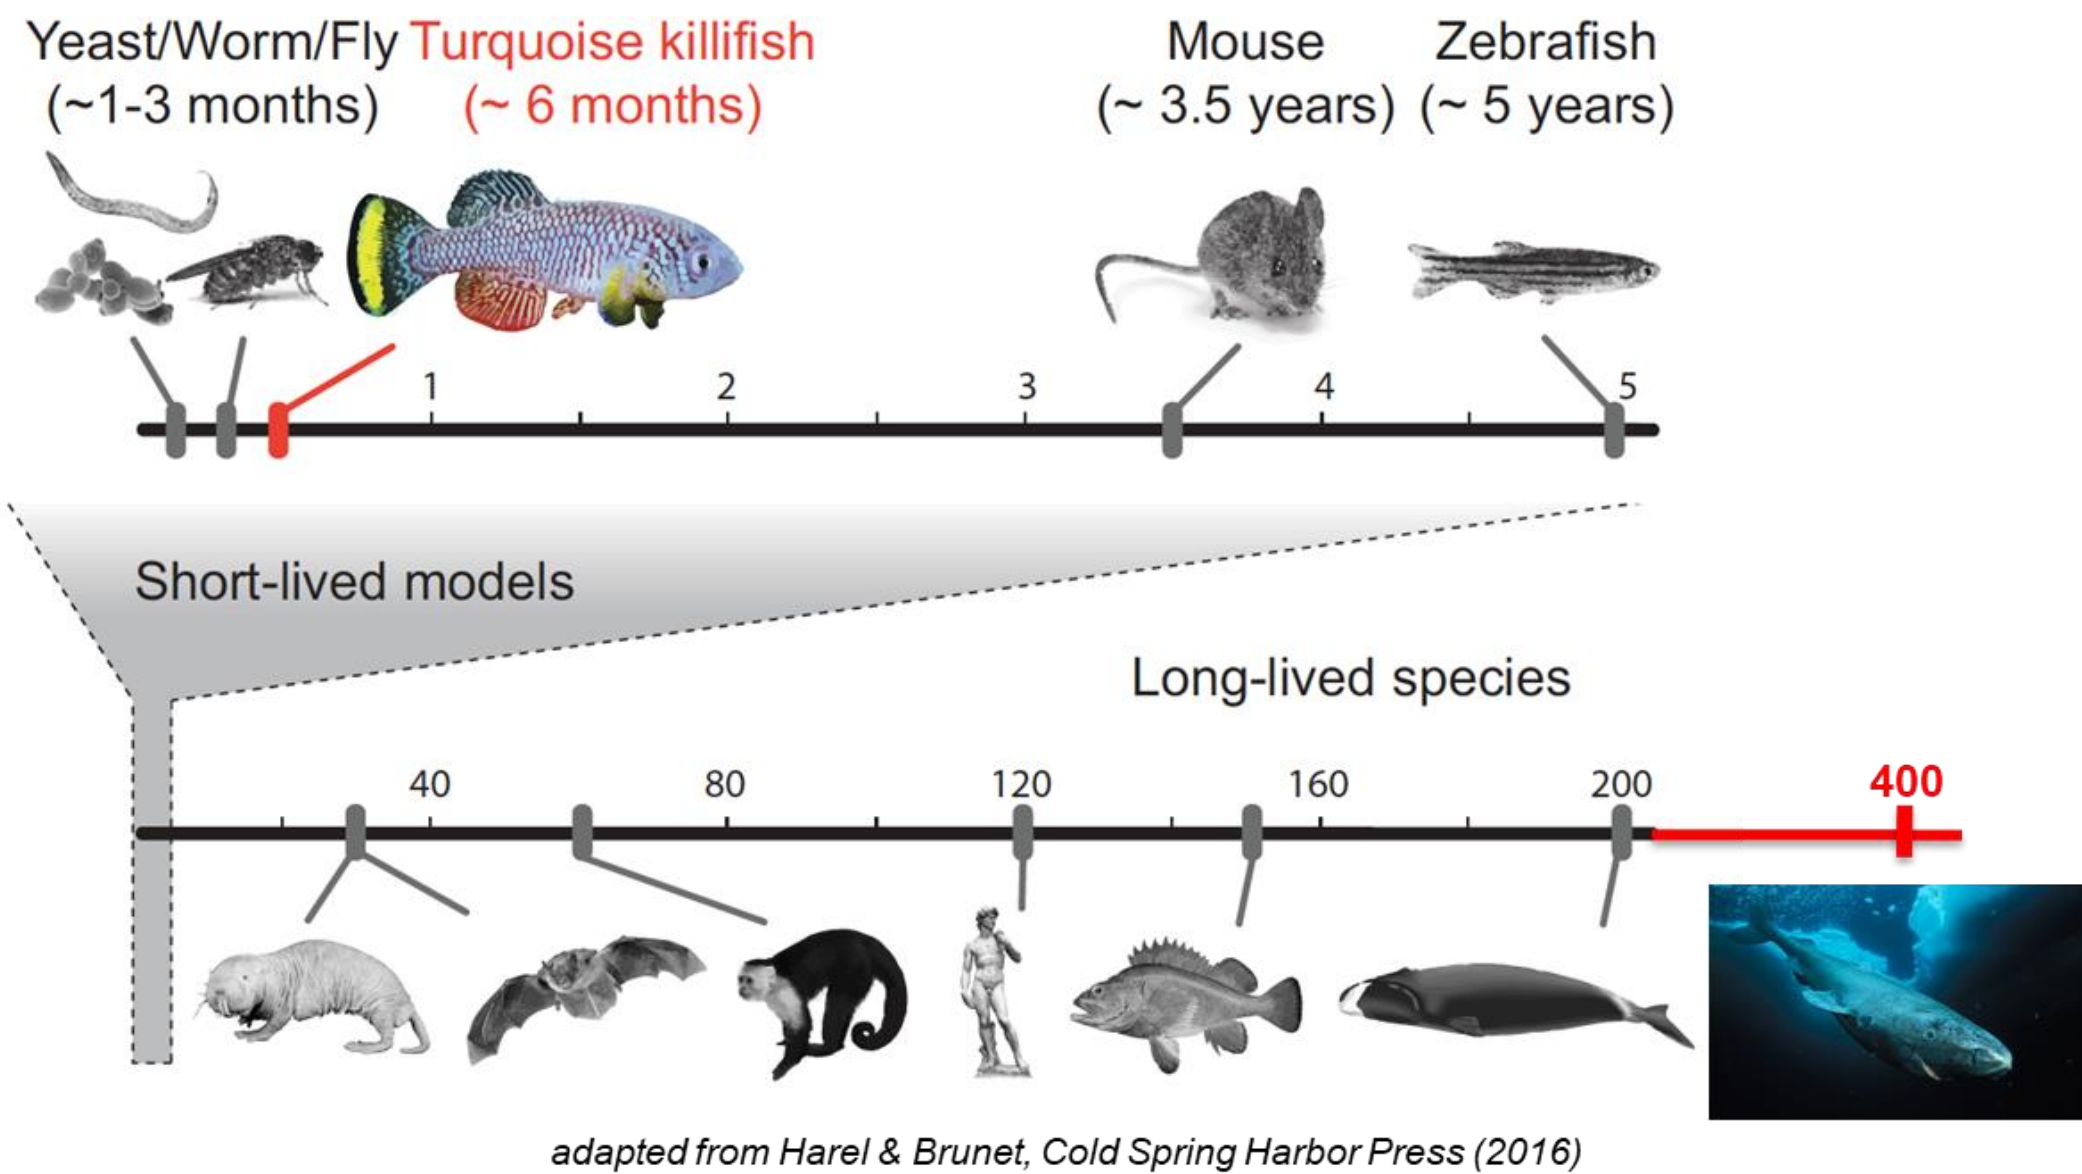 Yeast/Worm/Fly
(~1-3 months)
Turquoise killifish
(~ 6 months)
Mouse
(~ 3.5 years)
Zebrafish
(~ 5 years)
1 2 3 4 5
Short-lived models
Long-lived species
40 80 120 160 200 400
adapted from Harel & Brunet, Cold Spring Harbor Press (2016)